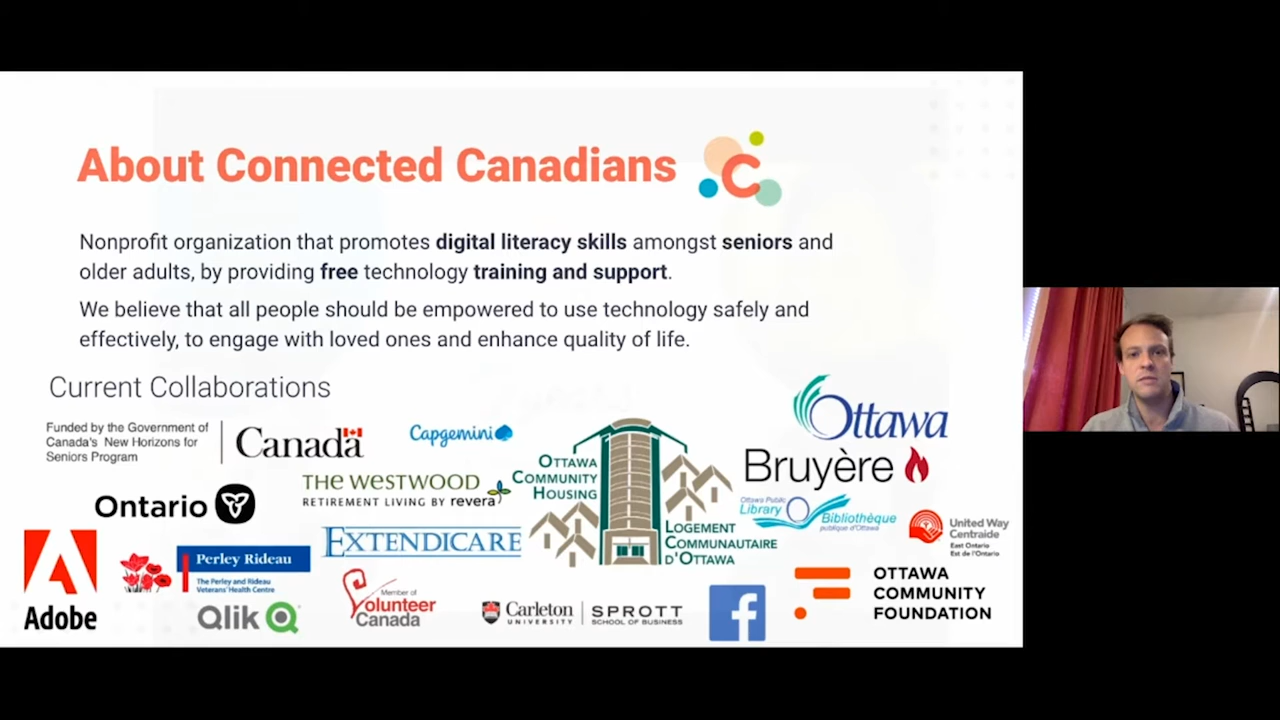 About Connected Canadians
C
Nonprofit organization that promotes digital literacy skills amongst seniors and
older adults, by providing free technology training and support.
We believe that all people should be empowered to use technology safely and
effectively, to engage with loved ones and enhance quality of life.
Current Collaborations
Funded by the Government of
Canada's New Horizons for
Seniors Program
Canada
Capgemini
Ottawa
OTTAWA
COMMUNITY
HOUSING
LOGEMENT
COMMUNAUTAIRE
D'OTTAWA
Bruyère
THE WESTWOOD
RETIREMENT LIVING BY revera
Ontario
Ottawa Public
Library
Bibliothèque
publique d'Ottawa
United Way
Centraide
East Ontario
Est de l'Ontario
EXTENDICARE
Adobe
Perley Rideau
The Perley and Rideau
Veterans' Health Centre
Qlik Q
Member of
Volunteer
Canada
Carleton
UNIVERSITY
SPROTT
SCHOOL OF BUSINESS
f
OTTAWA
COMMUNITY
FOUNDATION